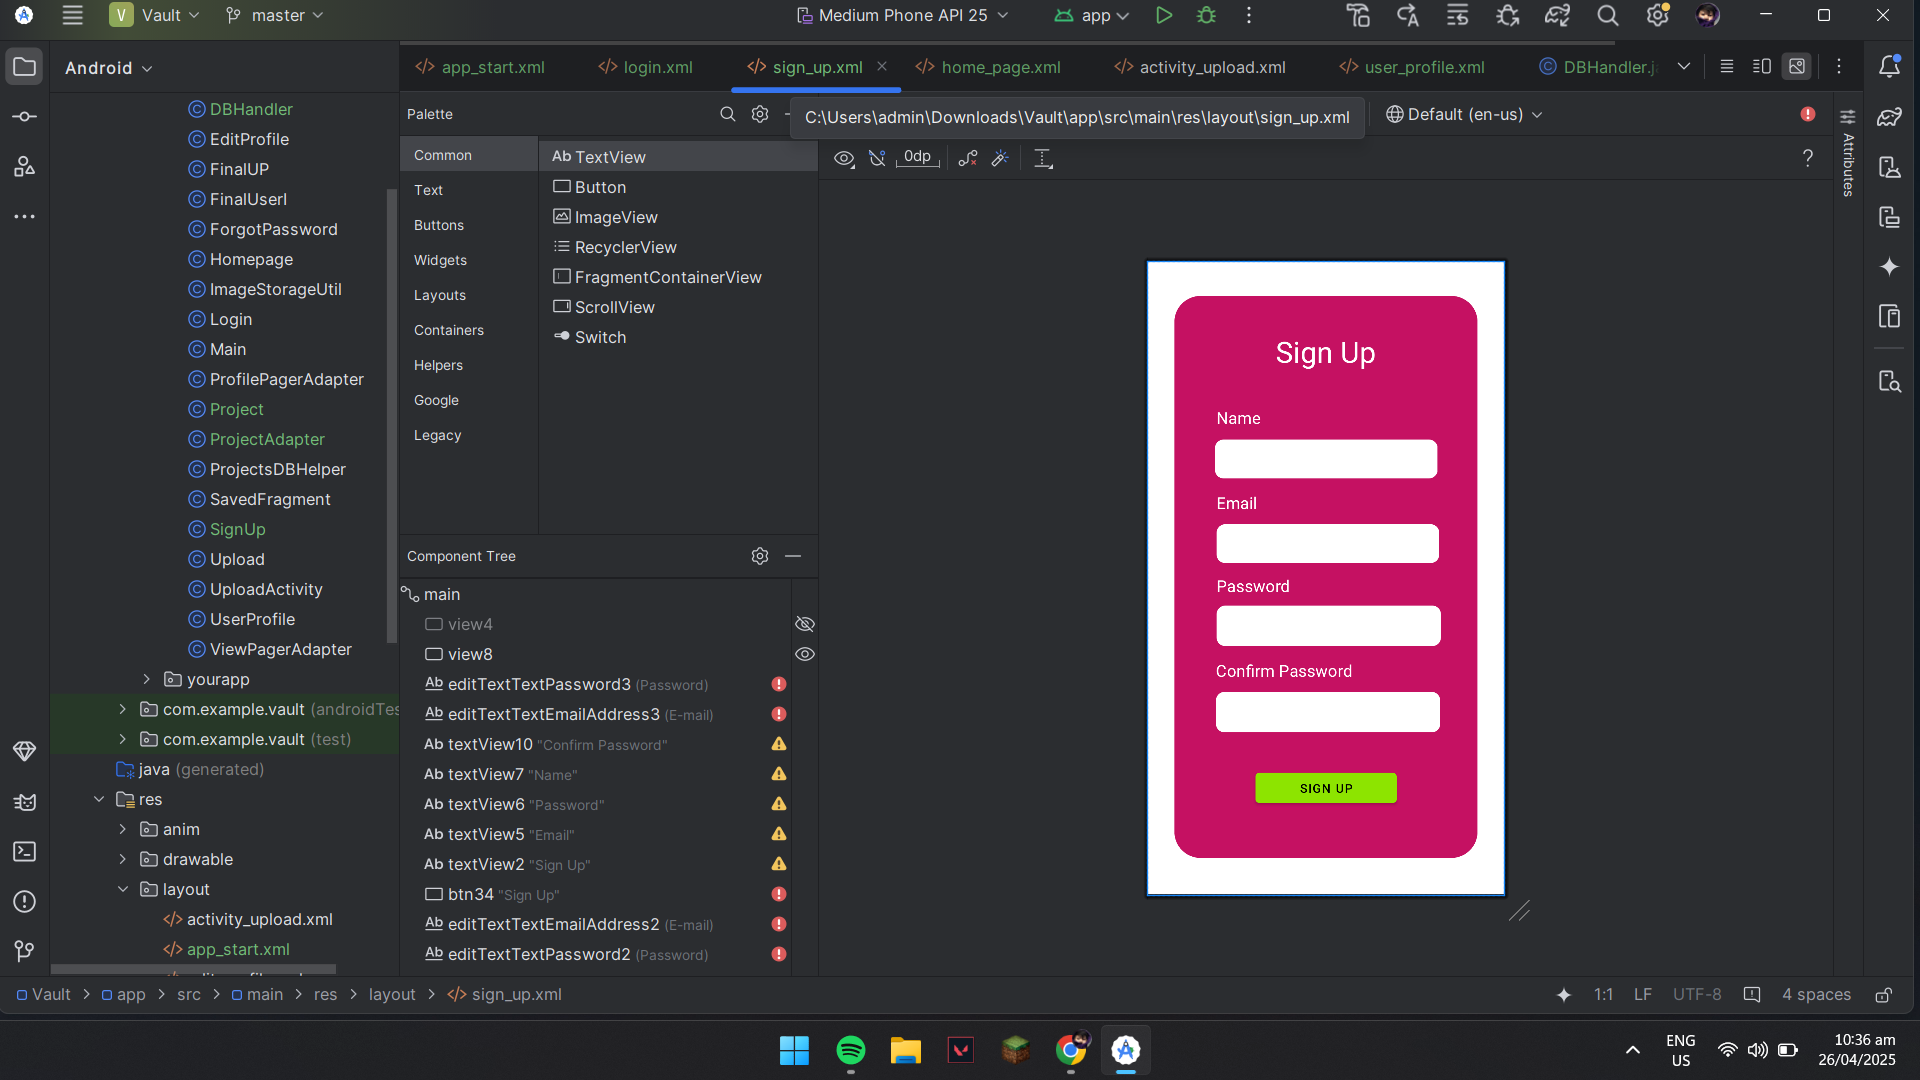 V Vault master Medium Phone API 25 app
Android
app_start.xml login.xml sign_up.xml home_page.xml activity_upload.xml user_profile.xml DBHandler.j
C:\Users\admin\Downloads\Vault\app\src\main\res\layout\sign_up.xml
Default (en-us)
Attributes
DBHandler
EditProfile
FinalUP
FinalUserI
ForgotPassword
Homepage
ImageStorageUtil
Login
Main
ProfilePagerAdapter
Project
ProjectAdapter
ProjectsDBHelper
SavedFragment
SignUp
Upload
UploadActivity
UserProfile
ViewPagerAdapter
yourapp
com.example.vault (androidTes
com.example.vault (test)
java (generated)
res
anim
drawable
layout
activity_upload.xml
app_start.xml
Palette
Common
Text
Buttons
Widgets
Layouts
Containers
Helpers
Google
Legacy
Ab TextView
Button
ImageView
RecyclerView
FragmentContainerView
ScrollView
Switch
0dp
?
Component Tree
main
view4
view8
Ab editTextTextPassword3 (Password)
Ab editTextTextEmailAddress3 (E-mail)
Ab textView10 "Confirm Password"
Ab textView7 "Name"
Ab textView6 "Password"
Ab textView5 "Email"
Ab textView2 "Sign Up"
btn34 "Sign Up"
Ab editTextTextEmailAddress2 (E-mail)
Ab editTextTextPassword2 (Password)
Sign Up
Name
Email
Password
Confirm Password
SIGN UP
Vault > app > src > main > res > layout > sign_up.xml
1:1 LF UTF-8 4 spaces
ENG
US
10:36 am
26/04/2025